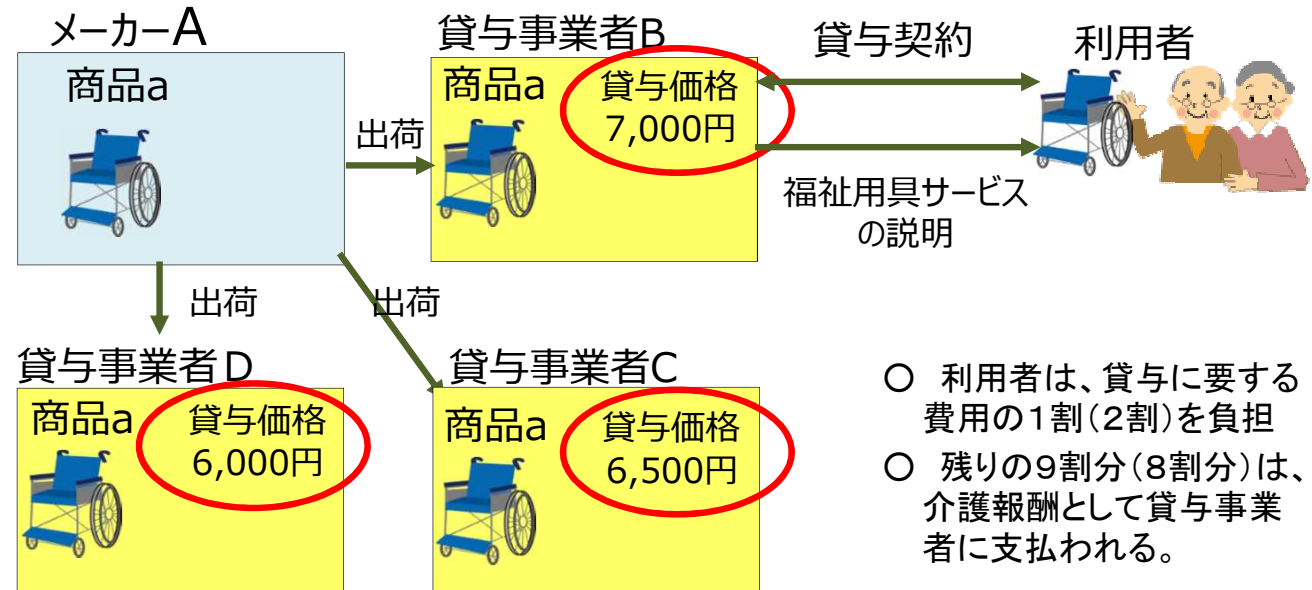 メーカーA
商品a
出荷
貸与事業者B
商品a
貸与価格
7,000円
貸与契約
利用者
福祉用具サービス
の説明
出荷
出荷
貸与事業者D
商品a
貸与価格
6,000円
貸与事業者C
商品a
貸与価格
6,500円
○ 利用者は、貸与に要する
費用の1割(2割)を負担
○ 残りの9割分(8割分)は、
介護報酬として貸与事業
者に支払われる。